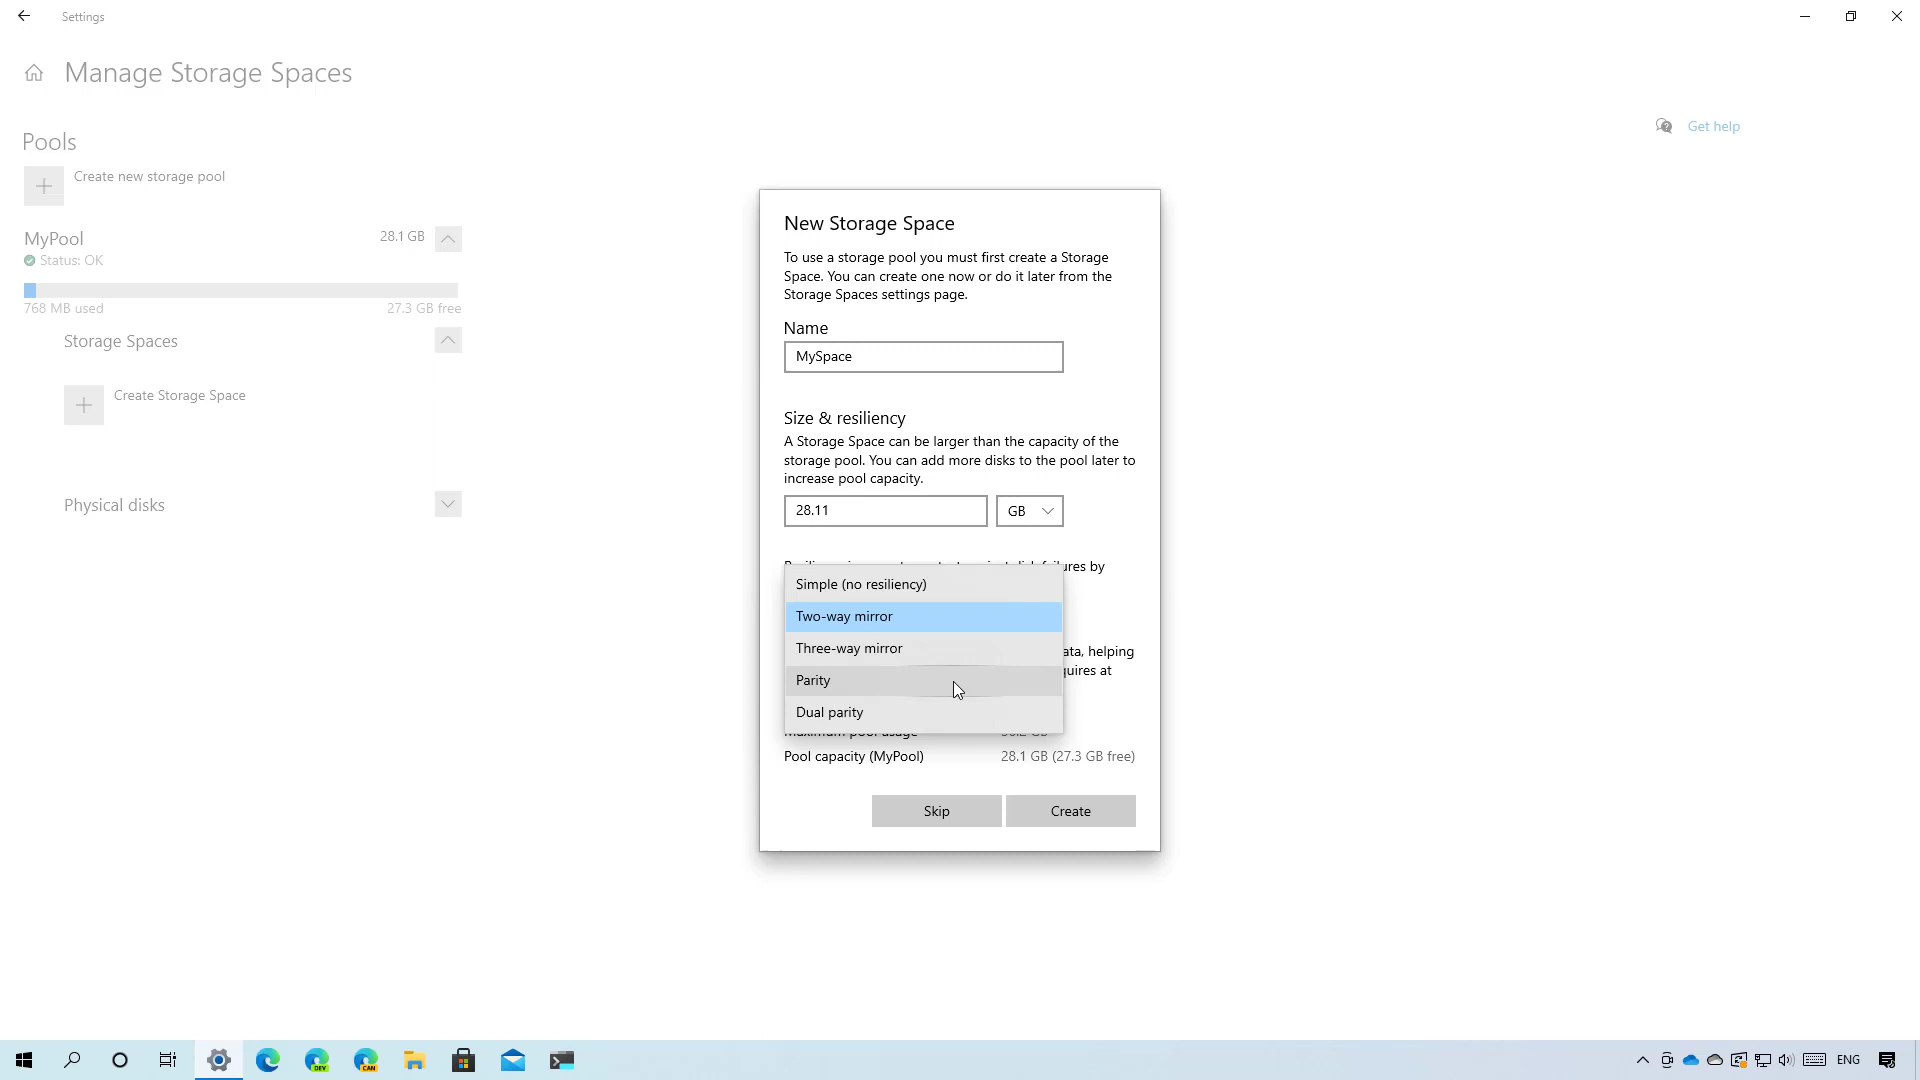 Settings
Manage Storage Spaces
Get help
Pools
Create new storage pool
MyPool
28.1 GB
Status: OK
768 MB used
27.3 GB free
Storage Spaces
Create Storage Space
Physical disks
New Storage Space
To use a storage pool you must first create a Storage
Space. You can create one now or do it later from the
Storage Spaces settings page.
Name
MySpace
Size & resiliency
A Storage Space can be larger than the capacity of the
storage pool. You can add more disks to the pool later to
increase pool capacity.
28.11
GB
by
Simple (no resiliency)
Two-way mirror
Three-way mirror
helping
Parity
at
Dual parity
Maximum pool usage
Pool capacity (MyPool)
28.1 GB (27.3 GB free)
Skip
Create
DEV
CAN
ENG